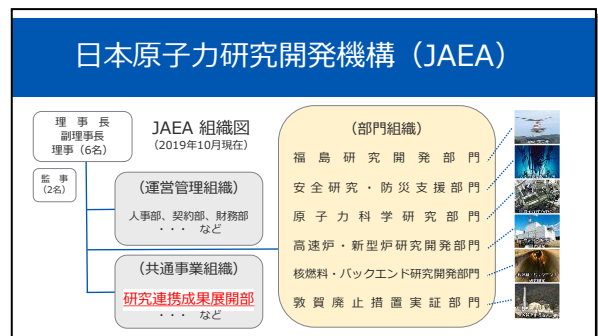 日本原子力研究開発機構（JAEA）
理 事 長
副理事長
理事（6名）
監 事
（2名）
JAEA 組織図
（2019年10月現在）
（運営管理組織）
人事部、契約部、財務部
・・・ など
（共通事業組織）
研究連携成果展開部
・・・ など
（部門組織）
福島研究開発部門
安全研究・防災支援部門
原子力科学研究部門
高速炉・新型炉研究開発部門
核燃料・バックエンド研究開発部門
敦賀廃止措置実証部門